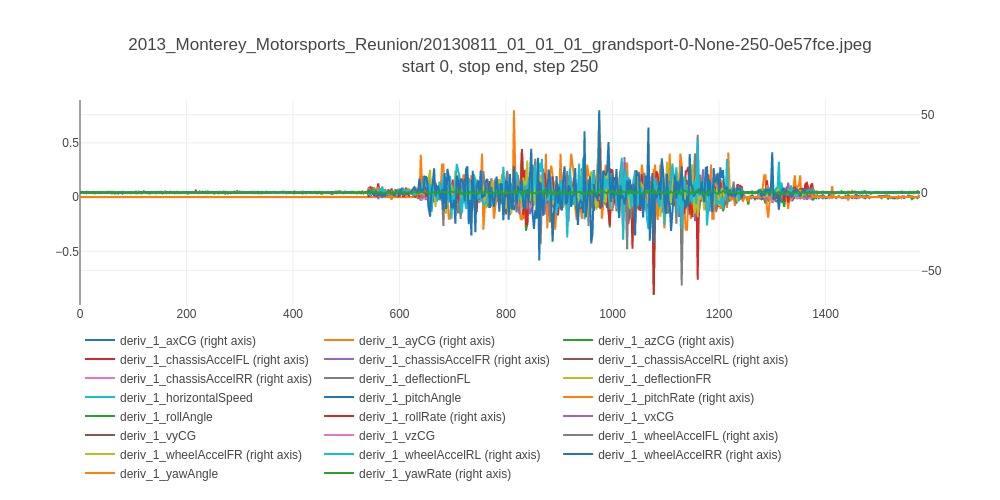 2013_Monterey_Motorsports_Reunion/20130811_01_01_01_grandsport-0-None-250-0e57fce.jpeg
start 0, stop end, step 250
0.5
0
−0.5
50
0
−50
0 200 400 600 800 1000 1200 1400
deriv_1_axCG (right axis) deriv_1_ayCG (right axis) deriv_1_azCG (right axis)
deriv_1_chassisAccelFL (right axis) deriv_1_chassisAccelFR (right axis) deriv_1_chassisAccelRL (right axis)
deriv_1_chassisAccelRR (right axis) deriv_1_deflectionFL deriv_1_deflectionFR
deriv_1_horizontalSpeed deriv_1_pitchAngle deriv_1_pitchRate (right axis)
deriv_1_rollAngle deriv_1_rollRate (right axis) deriv_1_vxCG
deriv_1_vyCG deriv_1_vzCG deriv_1_wheelAccelFL (right axis)
deriv_1_wheelAccelFR (right axis) deriv_1_wheelAccelRL (right axis) deriv_1_wheelAccelRR (right axis)
deriv_1_yawAngle deriv_1_yawRate (right axis)